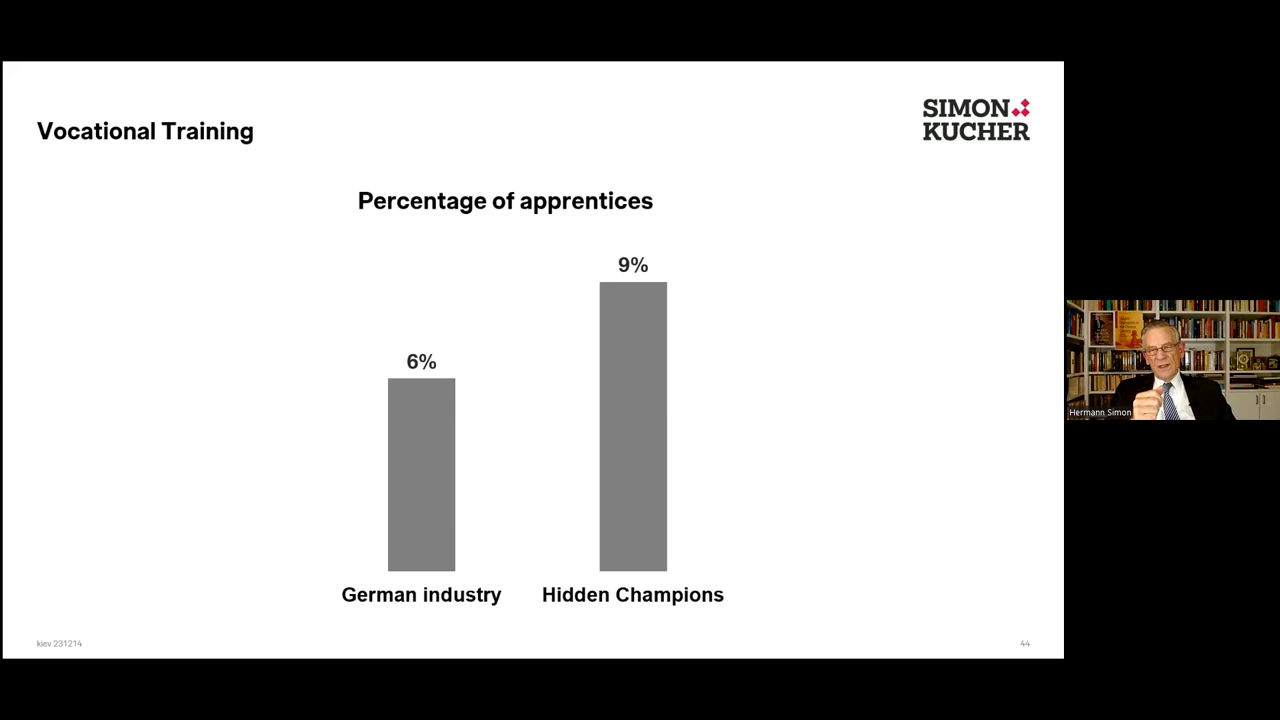 SIMON
KUCHER
Vocational Training
Percentage of apprentices
9%
6%
German industry
Hidden Champions
Hermann Simon
kiev 231214
44